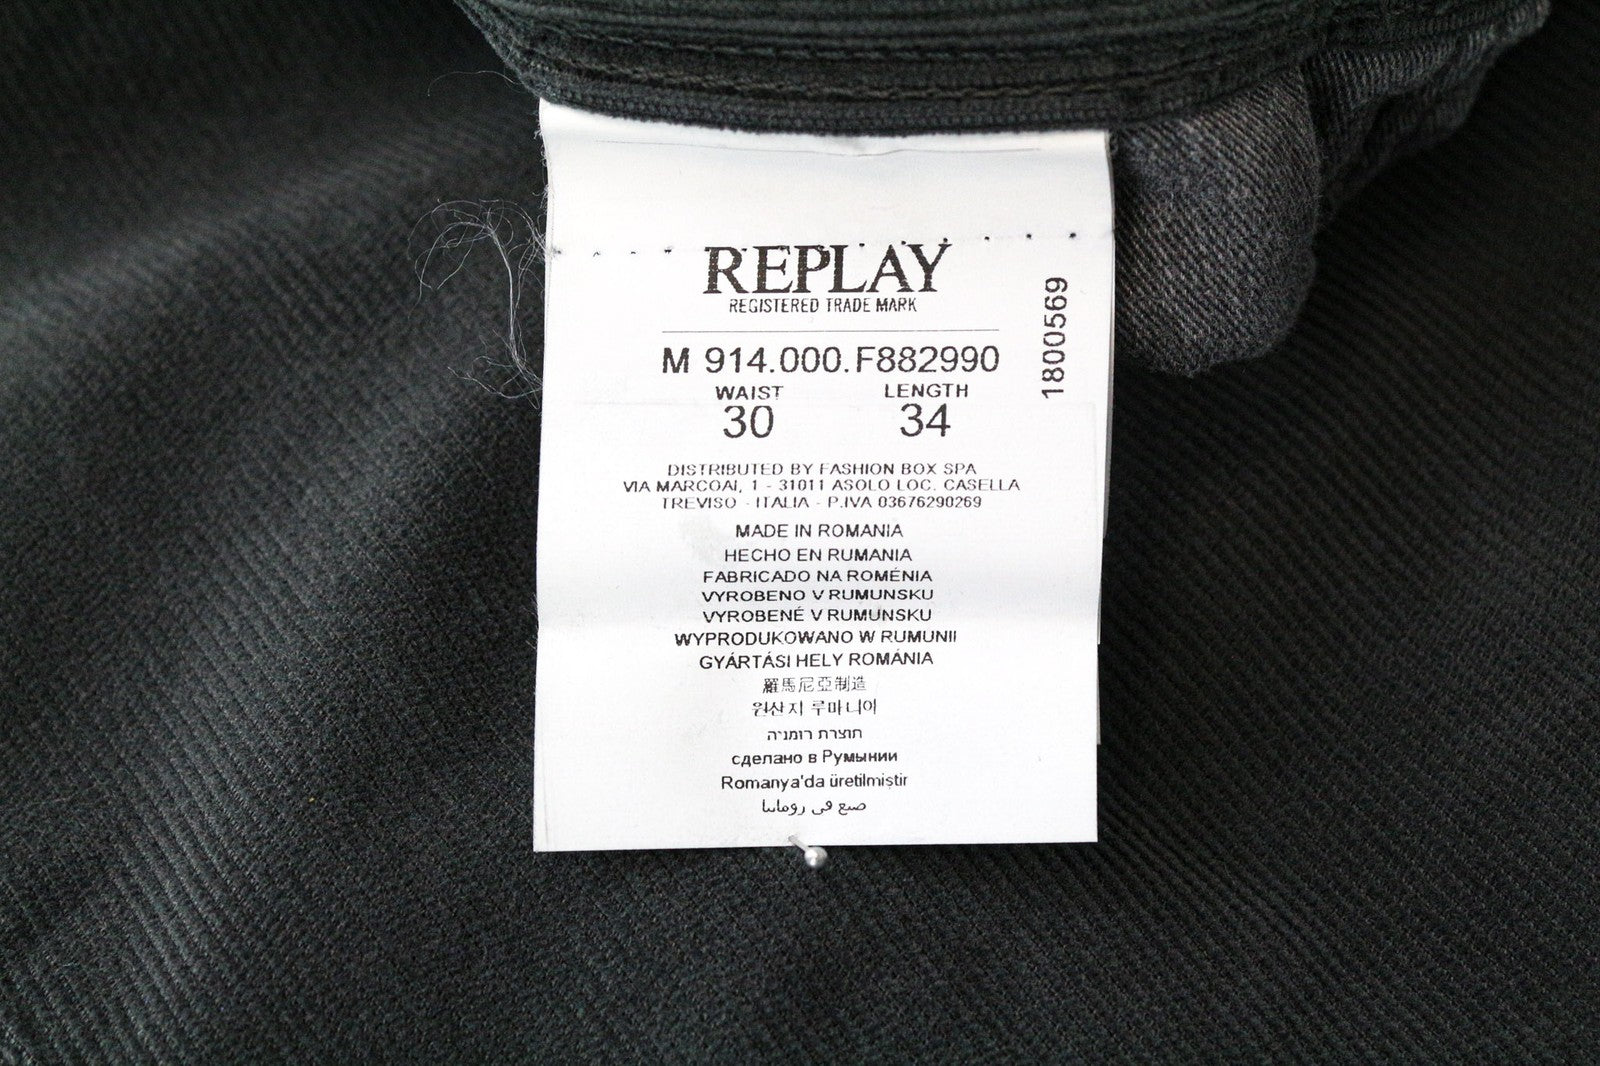 REPLAY
REGISTERED TRADE MARK
M 914.000.F882990
WAIST LENGTH
30 34
DISTRIBUTED BY FASHION BOX SPA
VIA MARCOAI, 1 - 31011 ASOLO LOC. CASELLA
TREVISO - ITALIA - P.IVA 03676290269
MADE IN ROMANIA
HECHO EN RUMANIA
FABRICADO NA ROMÉNIA
VYROBENO V RUMUNSKU
VYROBENÉ V RUMUNSKU
WYPRODUKOWANO W RUMUNII
GYÁRTÁSI HELY ROMÁNIA
羅馬尼亞制造
원산지 루마니아
תוצרת רומניה
сделано в Румынии
Romanya'da üretilmiştir
صنع في رومانيا
1800569